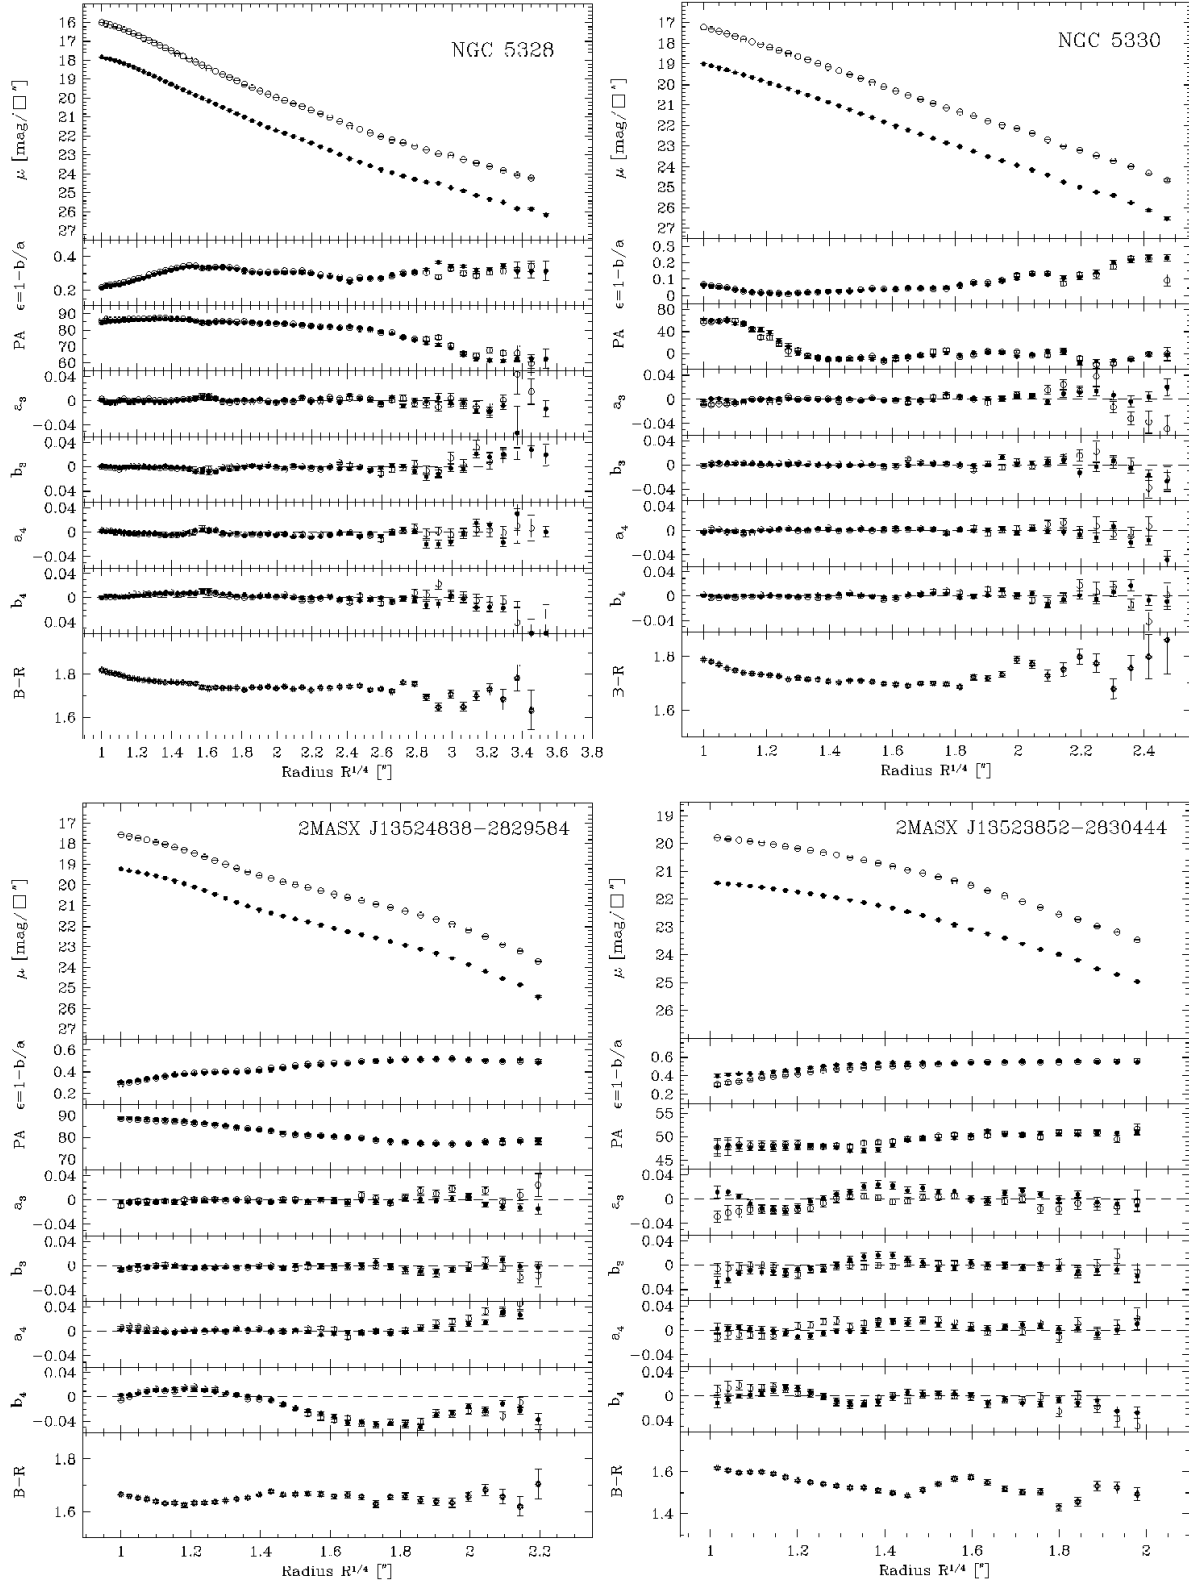 NGC 5328
μ [mag/□″]
16
17
18
19
20
21
22
23
24
25
26
ϵ=1−b/a
0.4
0.2
PA
90
80
70
60
a₃
0.04
0
−0.04
b₃
0.04
0
0.04
a₄
0.04
0
−0.04
b₄
0.04
0
0.04
B−R
1.8
1.6
1 1.2 1.4 1.6 1.8 2 2.2 2.4 2.6 2.8 3 3.2 3.4 3.6 3.8
Radius R¹/⁴ [″]
NGC 5330
μ [mag/□″]
17
18
19
20
21
22
23
24
25
26
27
ϵ=1−b/a
0.3
0.2
0.1
0
PA
80
40
0
a₃
0.04
0
−0.04
b₃
0.04
0
−0.04
a₄
0.04
0
−0.04
b₄
0.04
0
−0.04
B−R
1.8
1.6
1 1.2 1.4 1.6 1.8 2 2.2 2.4
Radius R¹/⁴ [″]
2MASX J13524838−2829584
μ [mag/□″]
17
18
19
20
21
22
23
24
25
26
27
ϵ=1−b/a
0.6
0.4
0.2
PA
90
80
70
a₃
0.04
0
−0.04
b₃
0.04
0
−0.04
a₄
0.04
0
−0.04
b₄
0.04
0
−0.04
B−R
1.8
1.6
1 1.2 1.4 1.6 1.8 2 2.2
Radius R¹/⁴ [″]
2MASX J13523852−2830444
μ [mag/□″]
19
20
21
22
23
24
25
26
ϵ=1−b/a
0.6
0.4
0.2
PA
55
50
45
a₃
0.04
0
−0.04
b₃
0.04
0
0.04
a₄
0.04
0
−0.04
b₄
0.04
0
0.04
B−R
1.6
1.4
1 1.2 1.4 1.6 1.8 2
Radius R¹/⁴ [″]